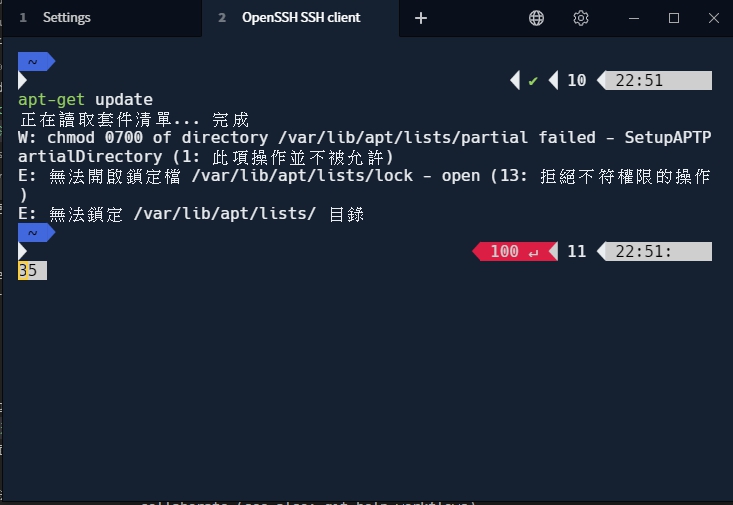 1 Settings
2 OpenSSH SSH client
~
✔ 10 22:51
apt-get update
正在讀取套件清單... 完成
W: chmod 0700 of directory /var/lib/apt/lists/partial failed - SetupAPTP
artialDirectory (1: 此項操作並不被允許)
E: 無法開啟鎖定檔 /var/lib/apt/lists/lock - open (13: 拒絕不符權限的操作
)
E: 無法鎖定 /var/lib/apt/lists/ 目錄
~
100 ↵ 11 22:51:
35